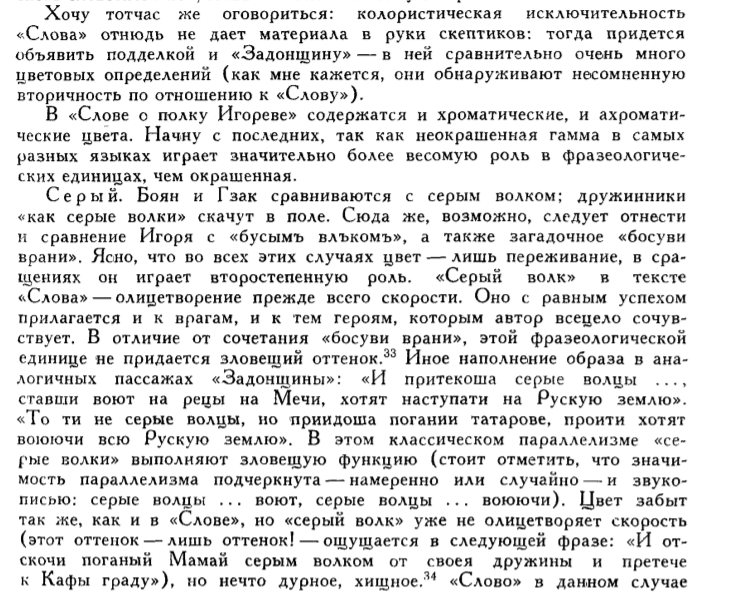 Хочу тотчас же оговориться: колористическая исключительность
«Слова» отнюдь не дает материала в руки скептиков: тогда придется
объявить подделкой и «Задонщину» — в ней сравнительно очень много
цветовых определений (как мне кажется, они обнаруживают несомненную
вторичность по отношению к «Слову»).
В «Слове о полку Игореве» содержатся и хроматические, и ахромати-
ческие цвета. Начну с последних, так как неокрашенная гамма в самых
разных языках играет значительно более весомую роль в фразеологиче-
ских единицах, чем окрашенная.
Серый. Боян и Гзак сравниваются с серым волком; дружинники
«как серые волки» скачут в поле. Сюда же, возможно, следует отнести
и сравнение Игоря с «бусымъ влъкомъ», а также загадочное «босуви
врани». Ясно, что во всех этих случаях цвет — лишь переживание, в сра-
щениях он играет второстепенную роль. «Серый волк» в тексте
«Слова» — олицетворение прежде всего скорости. Оно с равным успехом
прилагается и к врагам, и к тем героям, которым автор всецело сочув-
ствует. В отличие от сочетания «босуви врани», этой фразеологической
единице не придается зловещий оттенок.³³ Иное наполнение образа в ана-
логичных пассажах «Задонщины»: «И притекоша серые волцы ...,
ставши воют на рецы на Мечи, хотят наступати на Рускую землю».
«То ти не серые волцы, но приидоша погании татарове, проити хотят
воюючи всю Рускую землю». В этом классическом параллелизме «се-
рые волки» выполняют зловещую функцию (стоит отметить, что значи-
мость параллелизма подчеркнута — намеренно или случайно — и звуко-
писью: серые волцы ... воют, серые волцы ... воюючи). Цвет забыт
так же, как и в «Слове», но «серый волк» уже не олицетворяет скорость
(этот оттенок — лишь оттенок! — ощущается в следующей фразе: «И от-
скочи поганый Мамай серым волком от своея дружины и претече
к Кафы граду»), но нечто дурное, хищное.³⁴ «Слово» в данном случае